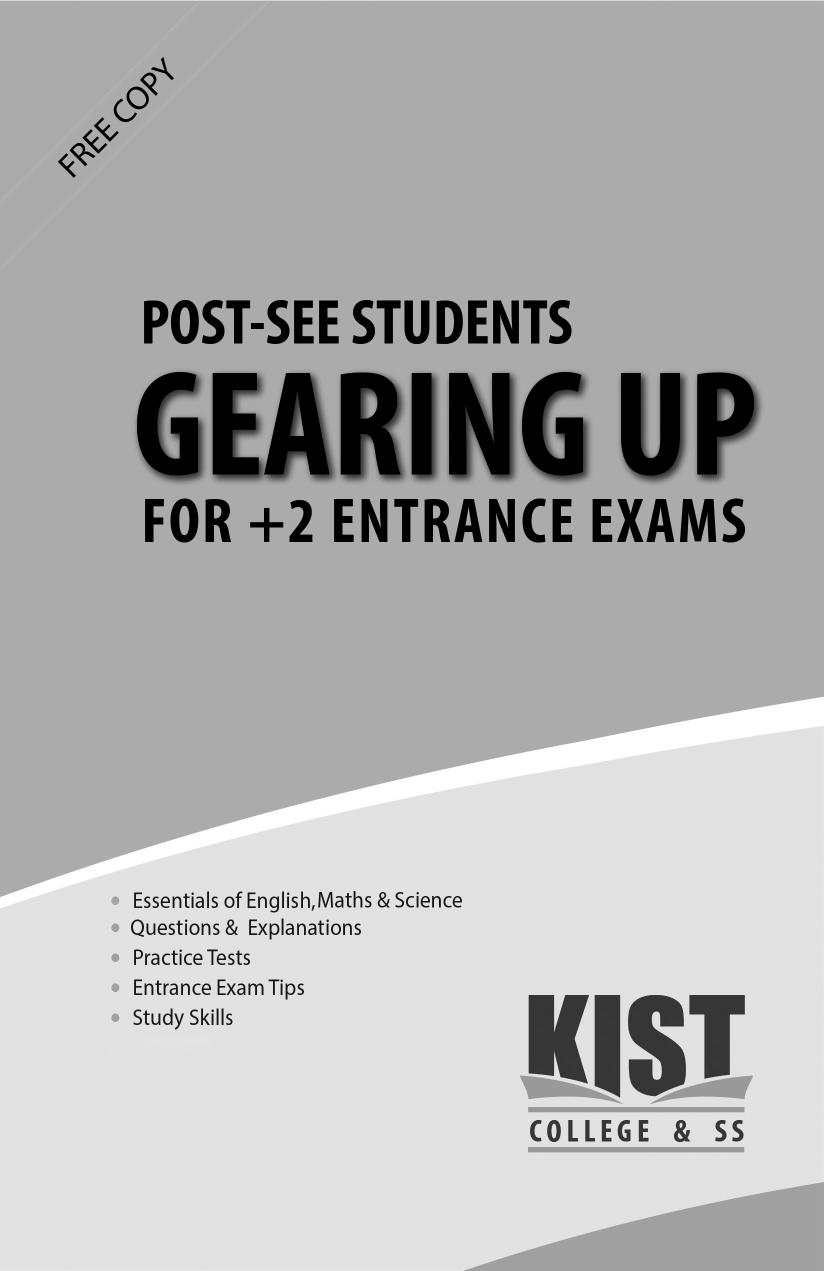 FREE COPY
POST-SEE STUDENTS
GEARING UP
FOR +2 ENTRANCE EXAMS
• Essentials of English, Maths & Science
• Questions & Explanations
• Practice Tests
• Entrance Exam Tips
• Study Skills
KIST
COLLEGE & SS